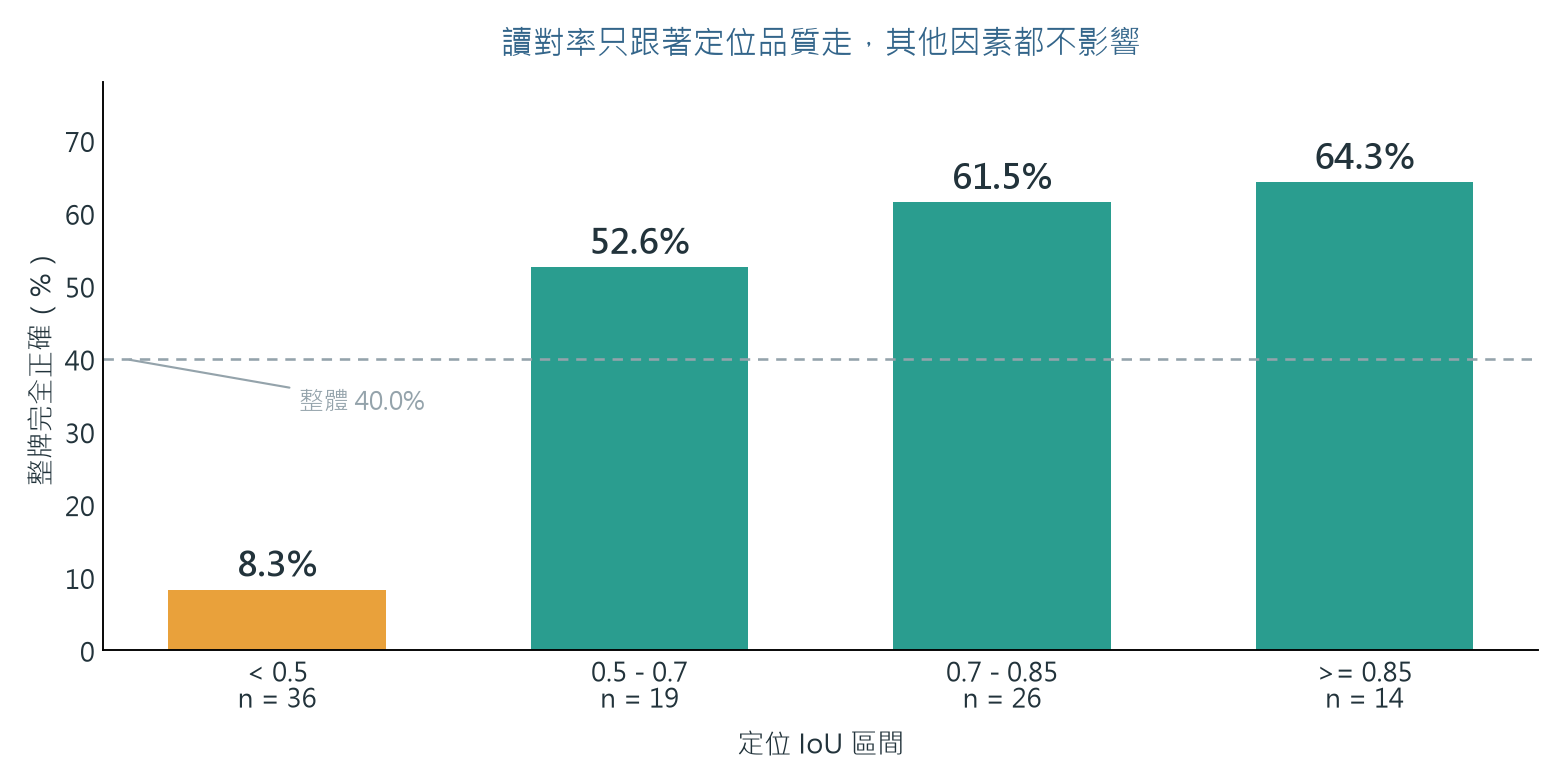 讀對率只跟著定位品質走，其他因素都不影響
整牌完全正確（%）
70
60
50
40
30
20
10
0
8.3%
52.6%
61.5%
64.3%
整體 40.0%
< 0.5
n = 36
0.5 - 0.7
n = 19
0.7 - 0.85
n = 26
>= 0.85
n = 14
定位 IoU 區間